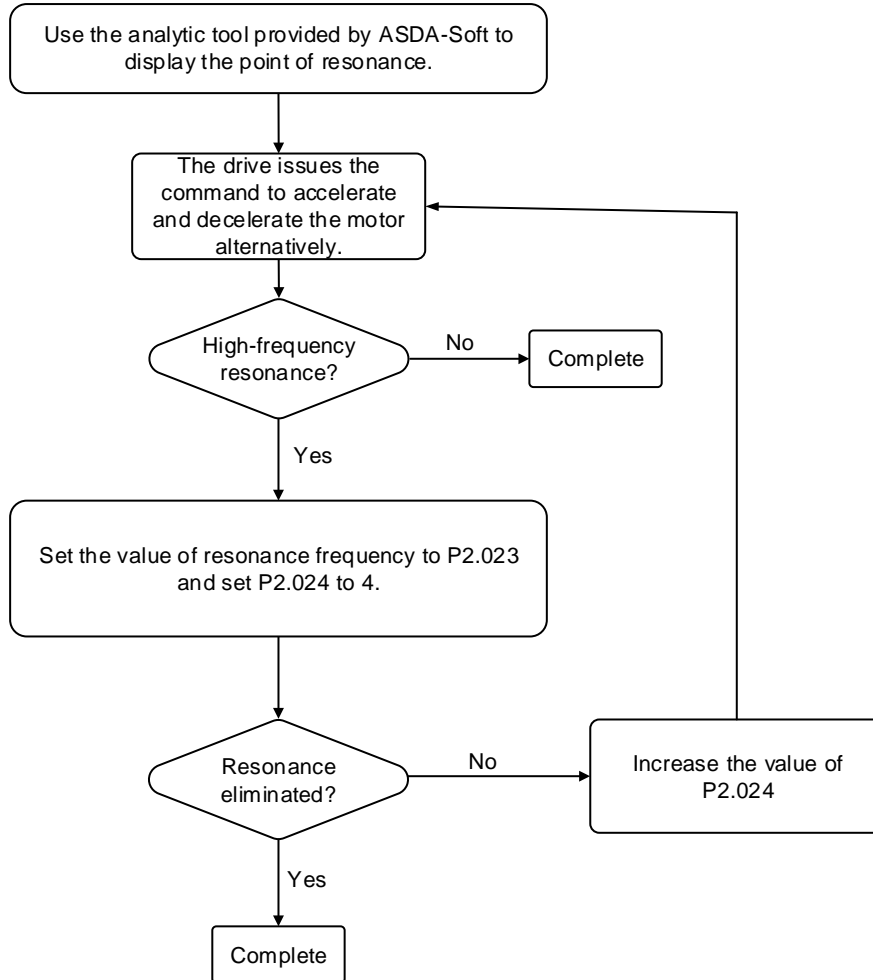 Use the analytic tool provided by ASDA-Soft to
display the point of resonance.
The drive issues the
command to accelerate
and decelerate the motor
alternatively.
High-frequency
resonance?
No
Complete
Yes
Set the value of resonance frequency to P2.023
and set P2.024 to 4.
Resonance
eliminated?
No
Increase the value of
P2.024
Yes
Complete